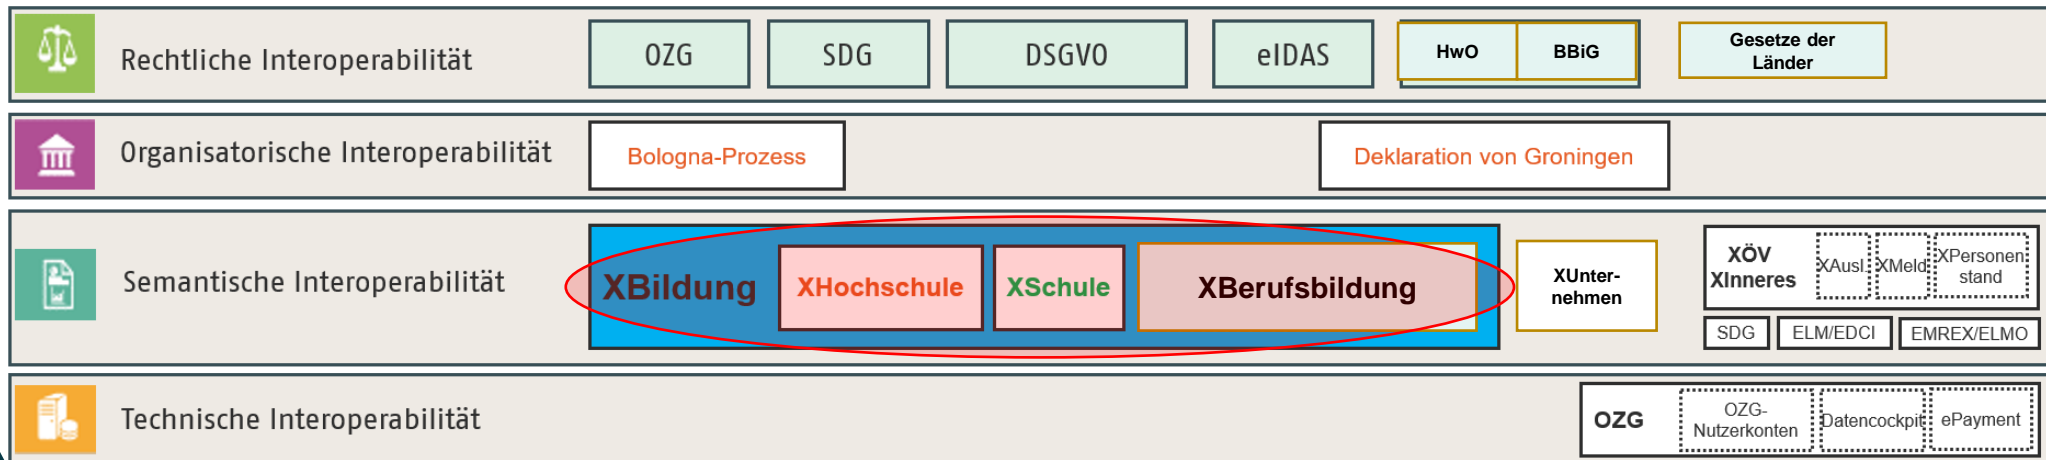 Rechtliche Interoperabilität
OZG
SDG
DSGVO
eIDAS
HwO
BBiG
Gesetze der
Länder
Organisatorische Interoperabilität
Bologna-Prozess
Deklaration von Groningen
Semantische Interoperabilität
XBildung
XHochschule
XSchule
XBerufsbildung
XUnter-
nehmen
XÖV
XInneres
XAusl.
XMeld
XPersonen
stand
SDG
ELM/EDCI
EMREX/ELMO
Technische Interoperabilität
OZG
OZG-
Nutzerkonten
Datencockpit
ePayment